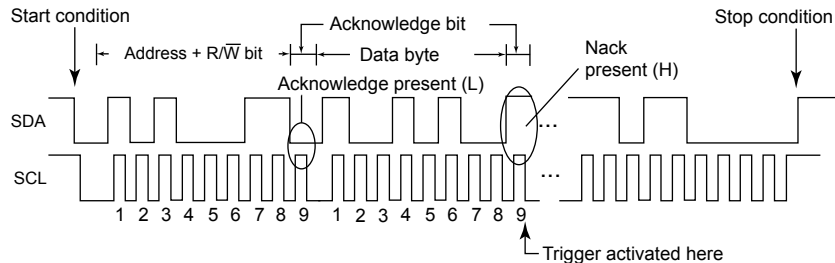 Start condition
Acknowledge bit
Stop condition
Address + R/W̅ bit
Data byte
Nack
present (H)
Acknowledge present (L)
SDA
...
SCL
...
1 2 3 4 5 6 7 8 9 1 2 3 4 5 6 7 8 9
Trigger activated here